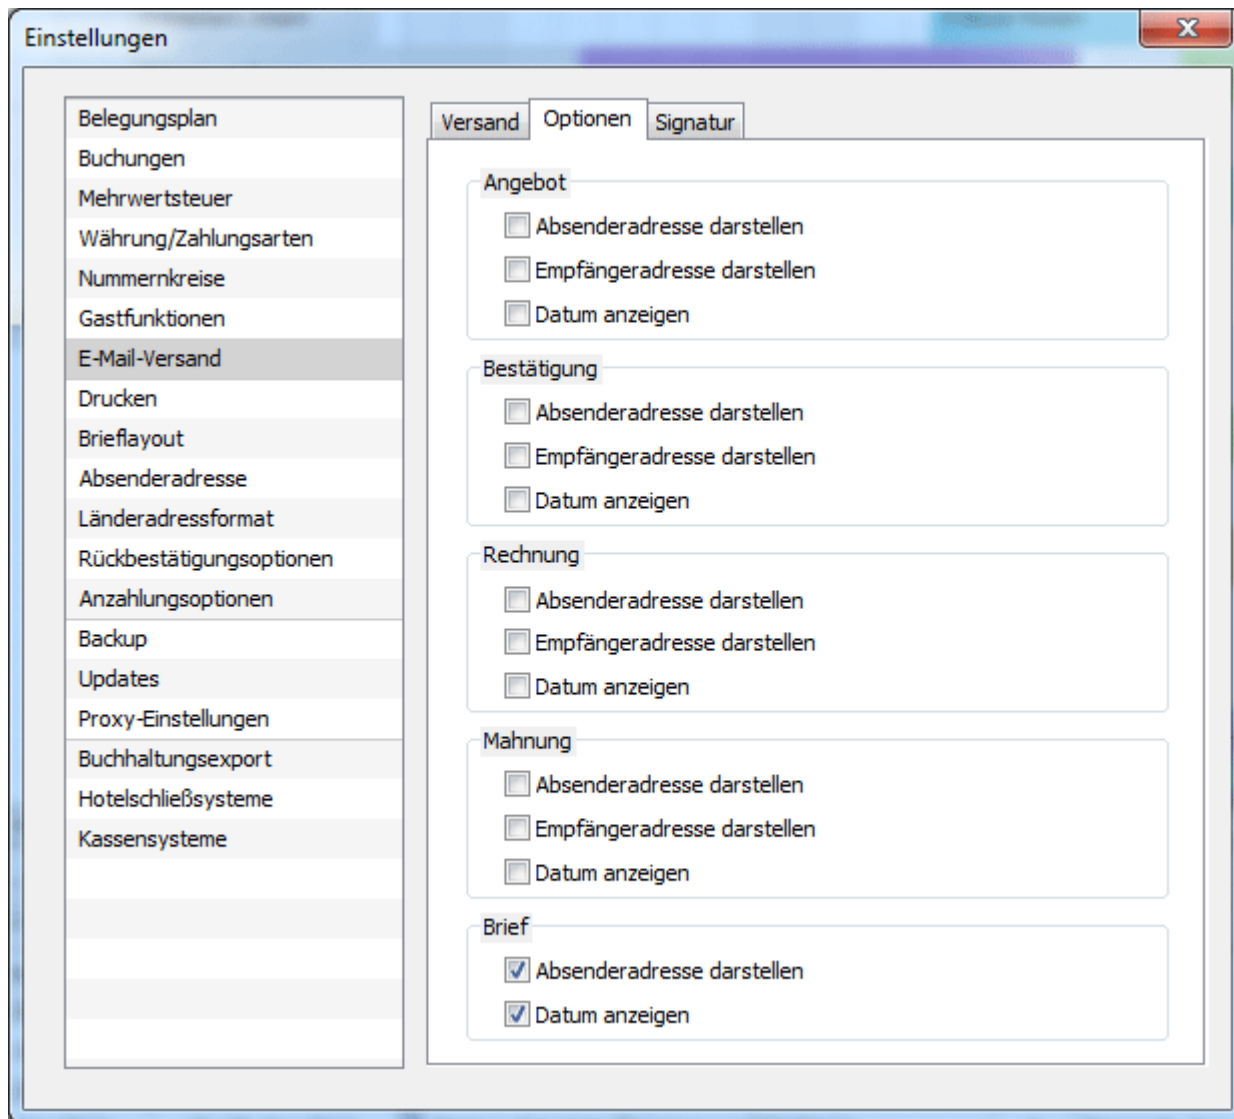 Einstellungen
Belegungsplan
Buchungen
Mehrwertsteuer
Währung/Zahlungsarten
Nummernkreise
Gastfunktionen
E-Mail-Versand
Drucken
Brieflayout
Absenderadresse
Länderadressformat
Rückbestätigungsoptionen
Anzahlungsoptionen
Backup
Updates
Proxy-Einstellungen
Buchhaltungsexport
Hotelschließsysteme
Kassensysteme
Versand Optionen Signatur
Angebot
Absenderadresse darstellen
Empfängeradresse darstellen
Datum anzeigen
Bestätigung
Absenderadresse darstellen
Empfängeradresse darstellen
Datum anzeigen
Rechnung
Absenderadresse darstellen
Empfängeradresse darstellen
Datum anzeigen
Mahnung
Absenderadresse darstellen
Empfängeradresse darstellen
Datum anzeigen
Brief
Absenderadresse darstellen
Datum anzeigen